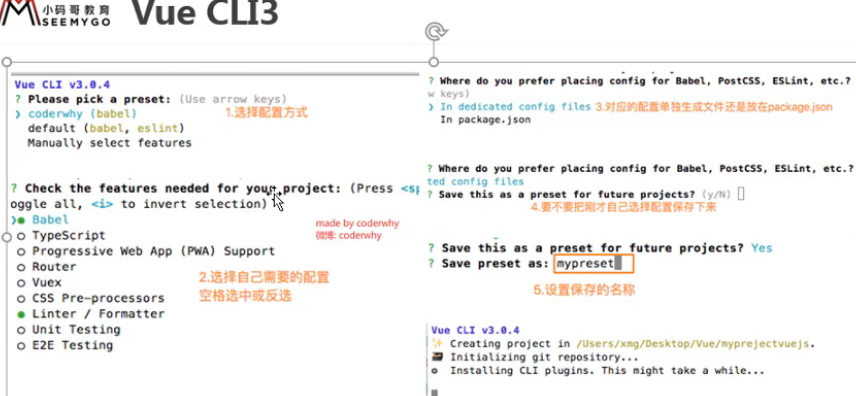 小码哥教育
SEEMYGO
Vue CLI3
Vue CLI v3.0.4
? Please pick a preset: (Use arrow keys)
❯ coderwhy (babel)
default (babel, eslint)
Manually select features
1.选择配置方式
? Check the features needed for your project: (Press <sp
oggle all, <i> to invert selection)
❯◉ Babel
○ TypeScript
○ Progressive Web App (PWA) Support
○ Router
○ Vuex
○ CSS Pre-processors
◉ Linter / Formatter
○ Unit Testing
○ E2E Testing
2.选择自己需要的配置
空格选中或反选
made by coderwhy
微博: coderwhy
? Where do you prefer placing config for Babel, PostCSS, ESLint, etc.?
w keys)
❯ In dedicated config files
3.对应的配置单独生成文件还是放在package.json
In package.json
? Where do you prefer placing config for Babel, PostCSS, ESLint, etc.?
ted config files
? Save this as a preset for future projects? (y/N)
4.要不要把刚才自己选择配置保存下来
? Save this as a preset for future projects? Yes
? Save preset as: mypreset
5.设置保存的名称
Vue CLI v3.0.4
✨ Creating project in /Users/xmg/Desktop/Vue/myprejectvuejs.
Initializing git repository...
Installing CLI plugins. This might take a while...